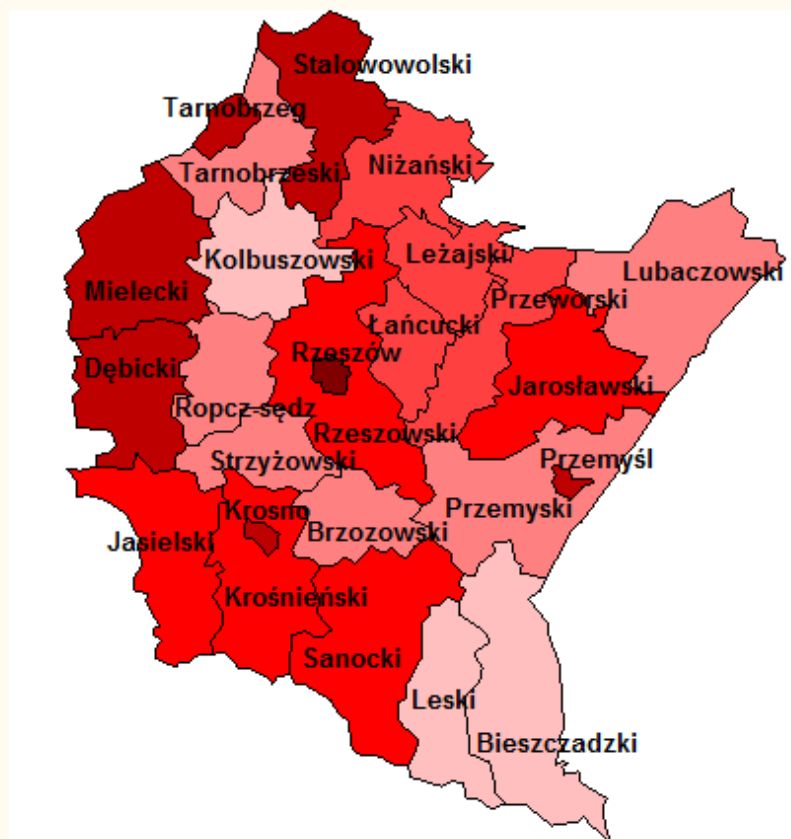 Stalowowolski
Tarnobrzeg
Niżański
Tarnobrzeski
Kolbuszowski
Leżajski
Lubaczowski
Mielecki
Przeworski
Łańcucki
Rzeszów
Dębicki
Jarosławski
Ropcz-sędz
Rzeszowski
Strzyżowski
Przemyśl
Krosno
Przemyski
Brzozowski
Jasielski
Krośnieński
Sanocki
Leski
Bieszczadzki